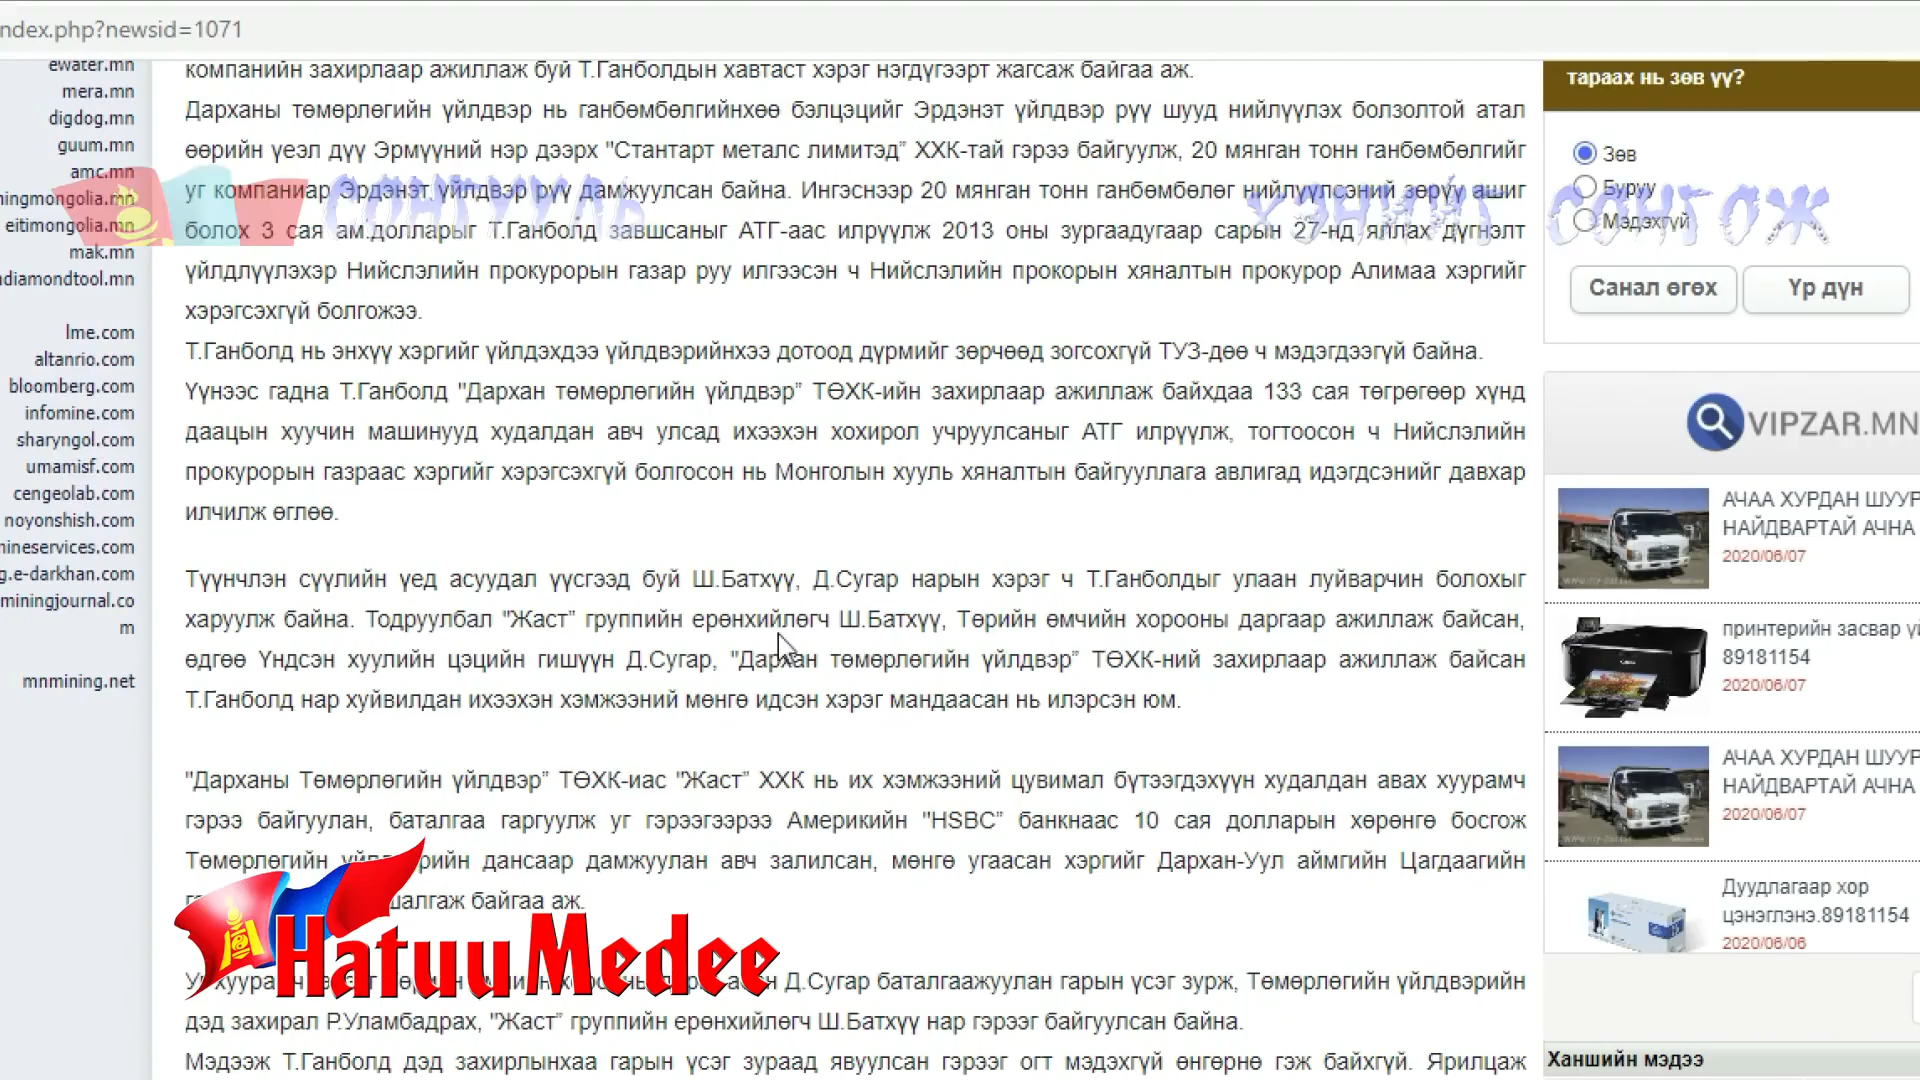 ndex.php?newsid=1071
ewater.mn
mera.mn
digdog.mn
guum.mn
amc.mn
ningmongolia.mn
eitimongolia.mn
mak.mn
ndiamondtool.mn
lme.com
altanrio.com
bloomberg.com
infomine.com
sharyngol.com
umamisf.com
cengeolab.com
noyonshish.com
mineservices.com
g.e-darkhan.com
miningjournal.co
m
mnmining.net
компанийн захирлаар ажиллаж буй Т.Ганболдын хавтаст хэрэг нэгдүгээрт жагсаж байгаа аж.
Дарханы төмөрлөгийн үйлдвэр нь ганбөмбөлгийнхөө бэлцэцийг Эрдэнэт үйлдвэр рүү шууд нийлүүлэх болзолтой атал
өөрийн үеэл дүү Эрмүүний нэр дээрх "Стантарт металс лимитэд” ХХК-тай гэрээ байгуулж, 20 мянган тонн ганбөмбөлгийг
уг компаниар Эрдэнэт үйлдвэр рүү дамжуулсан байна. Ингэснээр 20 мянган тонн ганбөмбөлөг нийлүүлсэний зөрүү ашиг
болох 3 сая ам.долларыг Т.Ганболд завшсаныг АТГ-аас илрүүлж 2013 оны зургаадугаар сарын 27-нд яллах дүгнэлт
үйлдлүүлэхэр Нийслэлийн прокурорын газар руу илгээсэн ч Нийслэлийн прокорын хяналтын прокурор Алимаа хэргийг
хэрэгсэхгүй болгожээ.
Т.Ганболд нь энхүү хэргийг үйлдэхдээ үйлдвэрийнхээ дотоод дүрмийг зөрчөөд зогсохгүй ТУЗ-дөө ч мэдэгдээгүй байна.
Үүнээс гадна Т.Ганболд "Дархан төмөрлөгийн үйлдвэр” ТӨХК-ийн захирлаар ажиллаж байхдаа 133 сая төгрөгөөр хүнд
даацын хуучин машинууд худалдан авч улсад ихээхэн хохирол учруулсаныг АТГ илрүүлж, тогтоосон ч Нийслэлийн
прокурорын газраас хэргийг хэрэгсэхгүй болгосон нь Монголын хууль хяналтын байгууллага авлигад идэгдсэнийг давхар
илчилж өглөө.
Түүнчлэн сүүлийн үед асуудал үүсгээд буй Ш.Батхүү, Д.Сугар нарын хэрэг ч Т.Ганболдыг улаан луйварчин болохыг
харуулж байна. Тодруулбал "Жаст” группийн ерөнхийлөгч Ш.Батхүү, Төрийн өмчийн хорооны даргаар ажиллаж байсан,
өдгөө Үндсэн хуулийн цэцийн гишүүн Д.Сугар, "Дархан төмөрлөгийн үйлдвэр” ТӨХК-ний захирлаар ажиллаж байсан
Т.Ганболд нар хуйвилдан ихээхэн хэмжээний мөнгө идсэн хэрэг мандаасан нь илэрсэн юм.
"Дарханы Төмөрлөгийн үйлдвэр” ТӨХК-иас "Жаст” ХХК нь их хэмжээний цувимал бүтээгдэхүүн худалдан авах хуурамч
гэрээ байгуулан, баталгаа гаргуулж уг гэрээгээрээ Америкийн "HSBC” банкнаас 10 сая долларын хөрөнгө босгож
Төмөрлөгийн үйлдвэрийн дансаар дамжуулан авч залилсан, мөнгө угаасан хэргийг Дархан-Уул аймгийн Цагдаагийн
шалгаж байгаа аж.
Д.Сугар баталгаажуулан гарын үсэг зурж, Төмөрлөгийн үйлдвэрийн
дэд захирал Р.Уламбадрах, "Жаст” группийн ерөнхийлөгч Ш.Батхүү нар гэрээг байгуулсан байна.
Мэдээж Т.Ганболд дэд захирлынхаа гарын үсэг зураад явуулсан гэрээг огт мэдэхгүй өнгөрнө гэж байхгүй. Ярилцаж
СОНГУУЛЬ
ХЭНИЙГ СОНГОЖ
HatuuMedee
тараах нь зөв үү?
Зөв
Буруу
Мэдэхгүй
Санал өгөх
Үр дүн
VIPZAR.MN
АЧАА ХУРДАН ШУУР
НАЙДВАРТАЙ АЧНА
2020/06/07
принтерийн засвар үй
89181154
2020/06/07
АЧАА ХУРДАН ШУУР
НАЙДВАРТАЙ АЧНА
2020/06/07
Дуудлагаар хор
цэнэглэнэ.89181154
2020/06/06
Ханшийн мэдээ